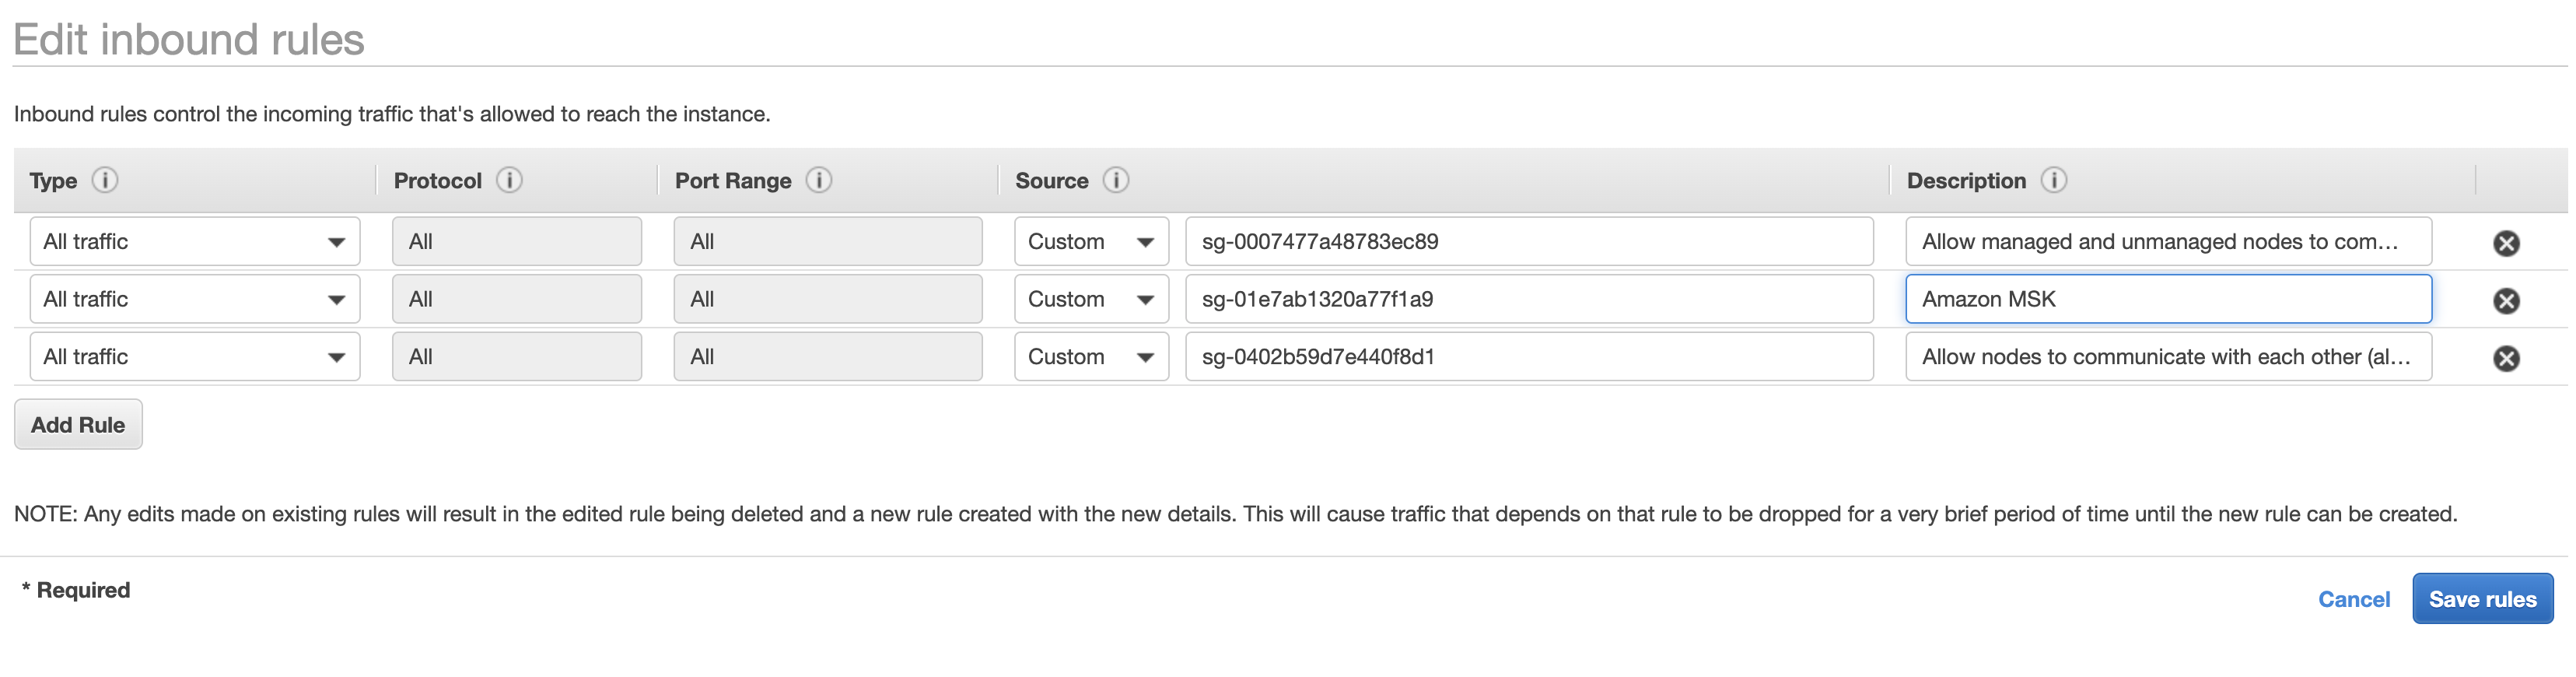 Edit inbound rules
Inbound rules control the incoming traffic that's allowed to reach the instance.
Type Protocol Port Range Source Description
All traffic All All Custom sg-0007477a48783ec89 Allow managed and unmanaged nodes to com...
All traffic All All Custom sg-01e7ab1320a77f1a9 Amazon MSK
All traffic All All Custom sg-0402b59d7e440f8d1 Allow nodes to communicate with each other (al...
Add Rule
NOTE: Any edits made on existing rules will result in the edited rule being deleted and a new rule created with the new details. This will cause traffic that depends on that rule to be dropped for a very brief period of time until the new rule can be created.
* Required
Cancel Save rules